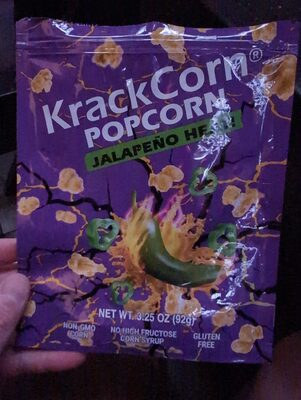 KrackCorn®
POPCORN
JALAPEÑO HEAT
NET WT 3.25 OZ (92g)
NON-GMO NO HIGH FRUCTOSE GLUTEN
(CORN) CORN SYRUP FREE